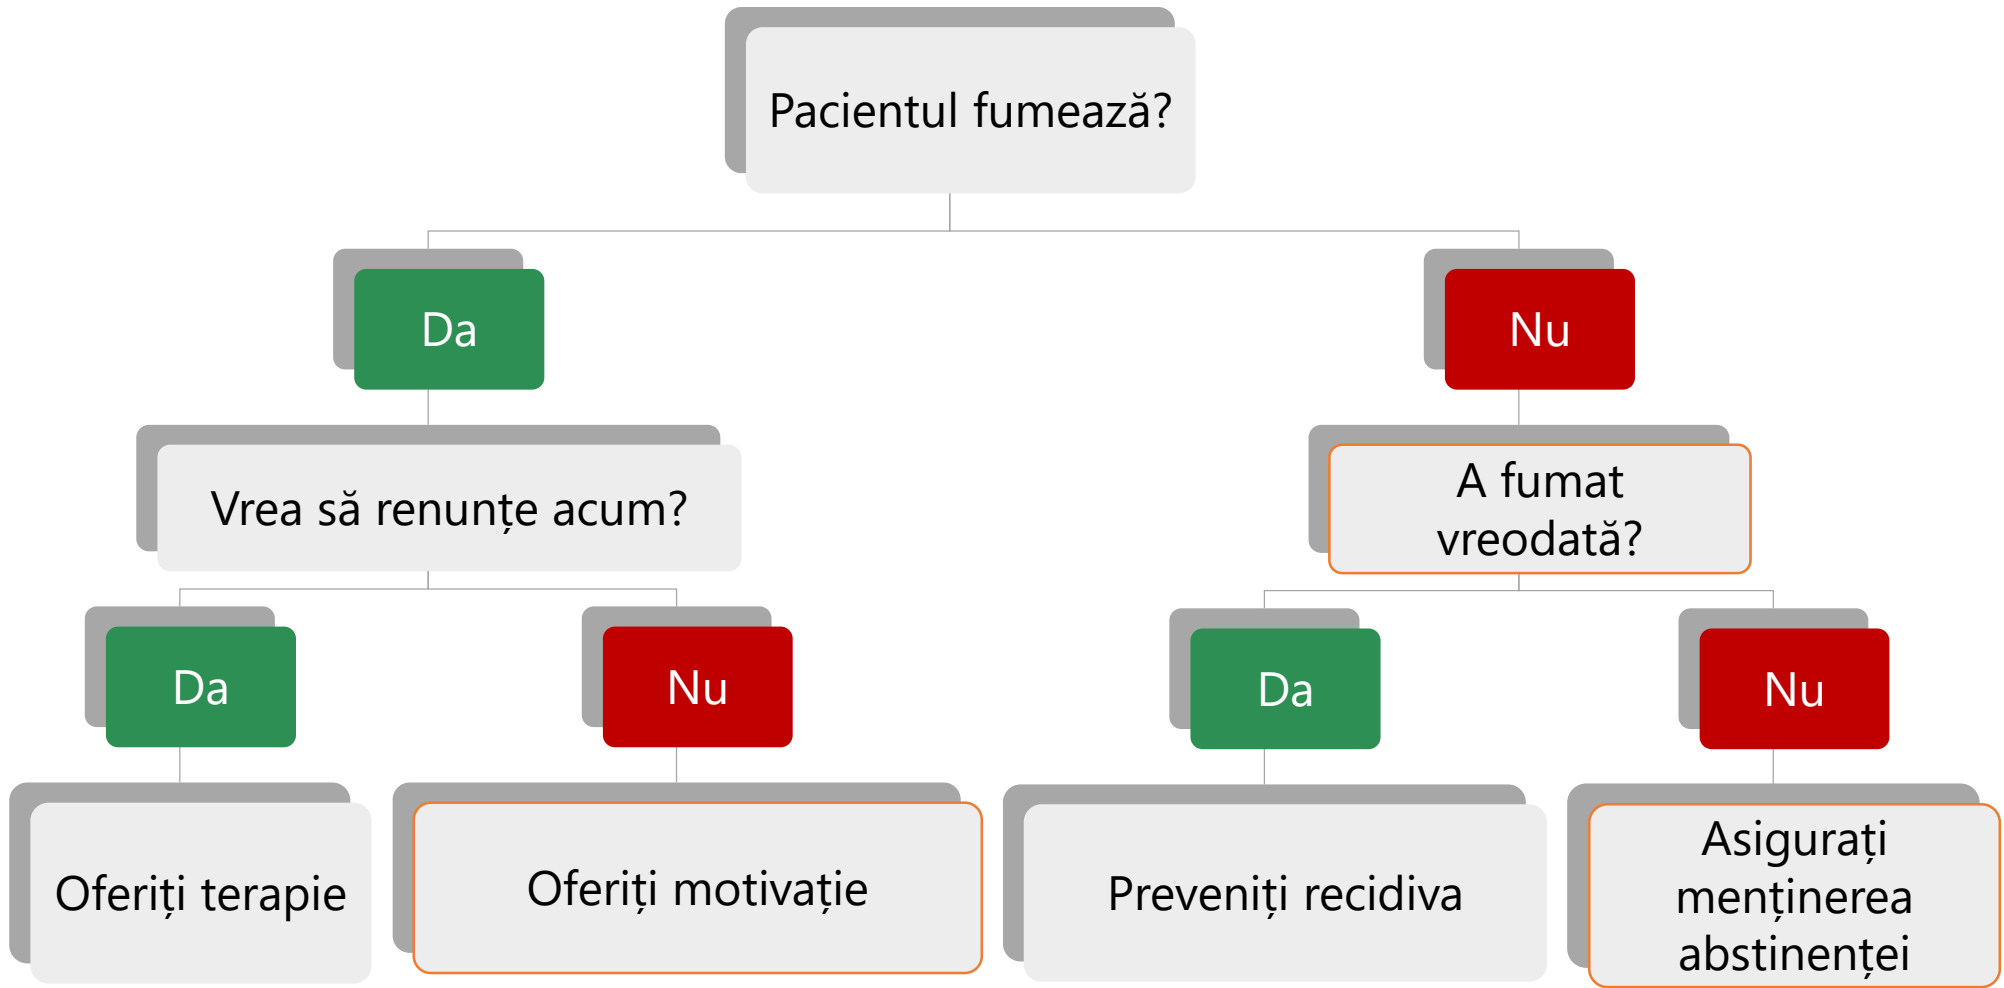 Pacientul fumează?
Da
Nu
Vrea să renunțe acum?
A fumat
vreodată?
Da
Nu
Da
Nu
Oferiți terapie
Oferiți motivație
Preveniți recidiva
Asigurați
menținerea
abstinenței